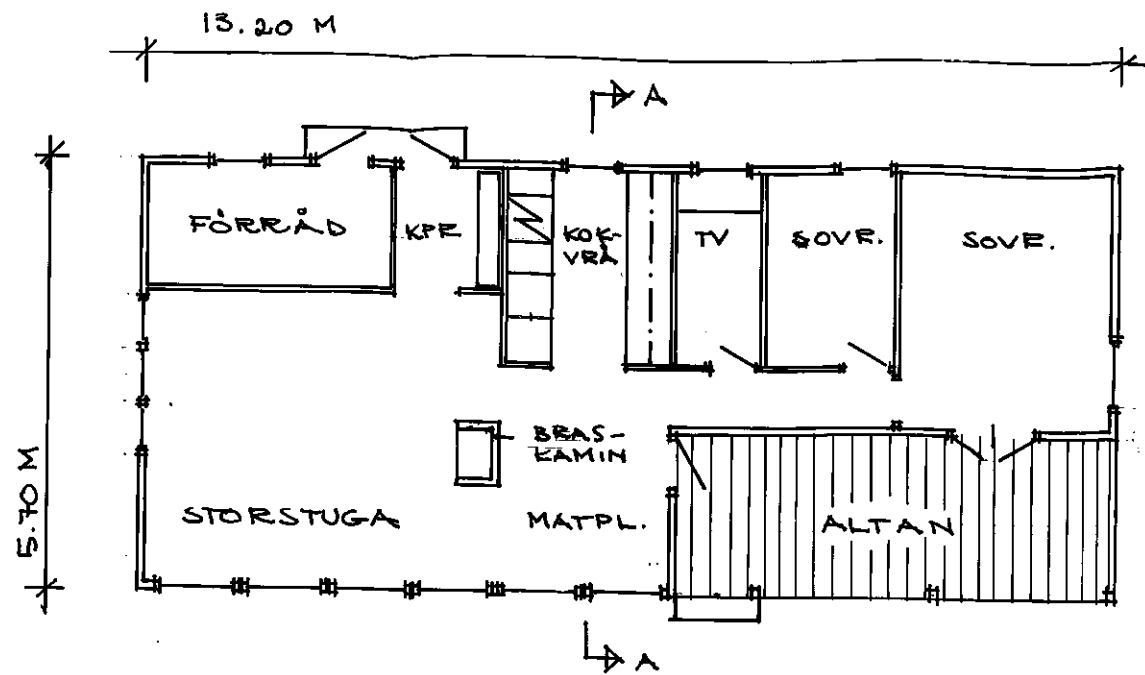 13.20 M
A
FÖRRÅD
KPR
KOK-
VRÅ
TV
SOVR.
SOVR.
BRAS-
KAMIN
5.70 M
STORSTUGA
MATPL.
ALTAN
A